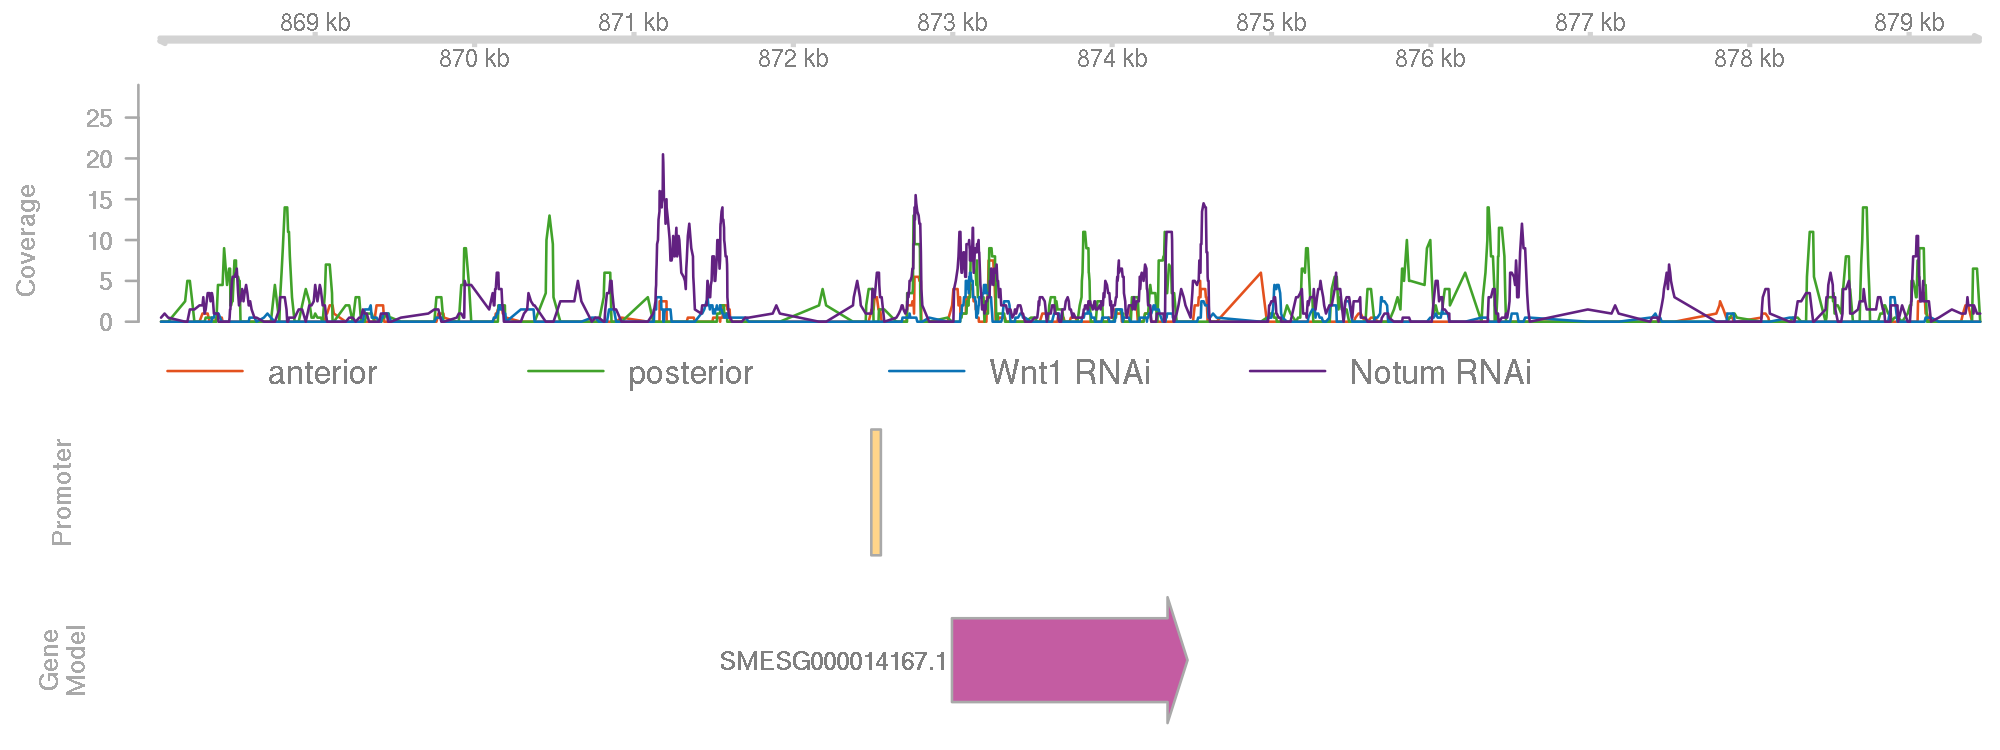 869 kb 871 kb 873 kb 875 kb 877 kb 879 kb
870 kb 872 kb 874 kb 876 kb 878 kb
Coverage
25
20
15
10
5
0
anterior posterior Wnt1 RNAi Notum RNAi
Promoter
Gene
Model
SMESG000014167.1